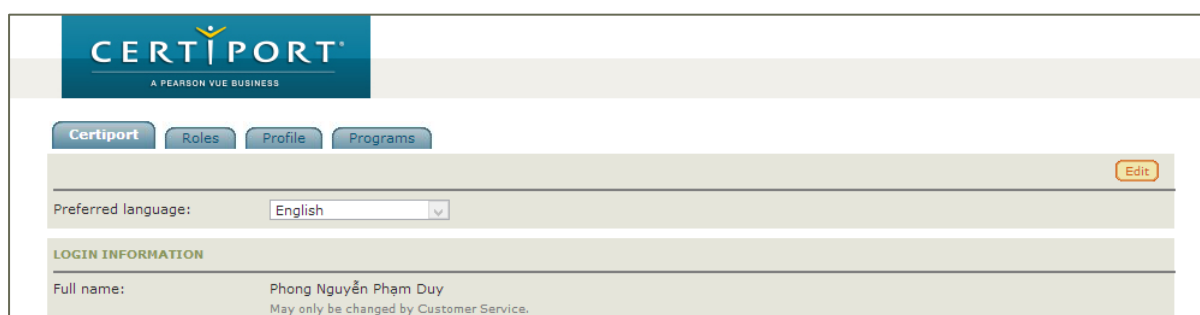 CERTIPORT®
A PEARSON VUE BUSINESS
Certiport Roles Profile Programs
Edit
Preferred language: English
LOGIN INFORMATION
Full name: Phong Nguyễn Phạm Duy
May only be changed by Customer Service.